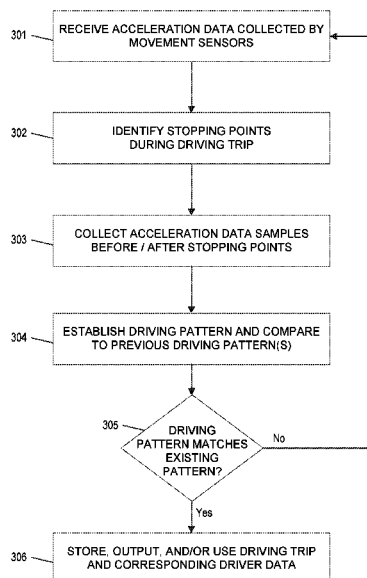 301
RECEIVE ACCELERATION DATA COLLECTED BY
MOVEMENT SENSORS
302
IDENTIFY STOPPING POINTS
DURING DRIVING TRIP
303
COLLECT ACCELERATION DATA SAMPLES
BEFORE / AFTER STOPPING POINTS
304
ESTABLISH DRIVING PATTERN AND COMPARE
TO PREVIOUS DRIVING PATTERN(S)
305
DRIVING
PATTERN MATCHES
EXISTING
PATTERN?
No
Yes
306
STORE, OUTPUT, AND/OR USE DRIVING TRIP
AND CORRESPONDING DRIVER DATA